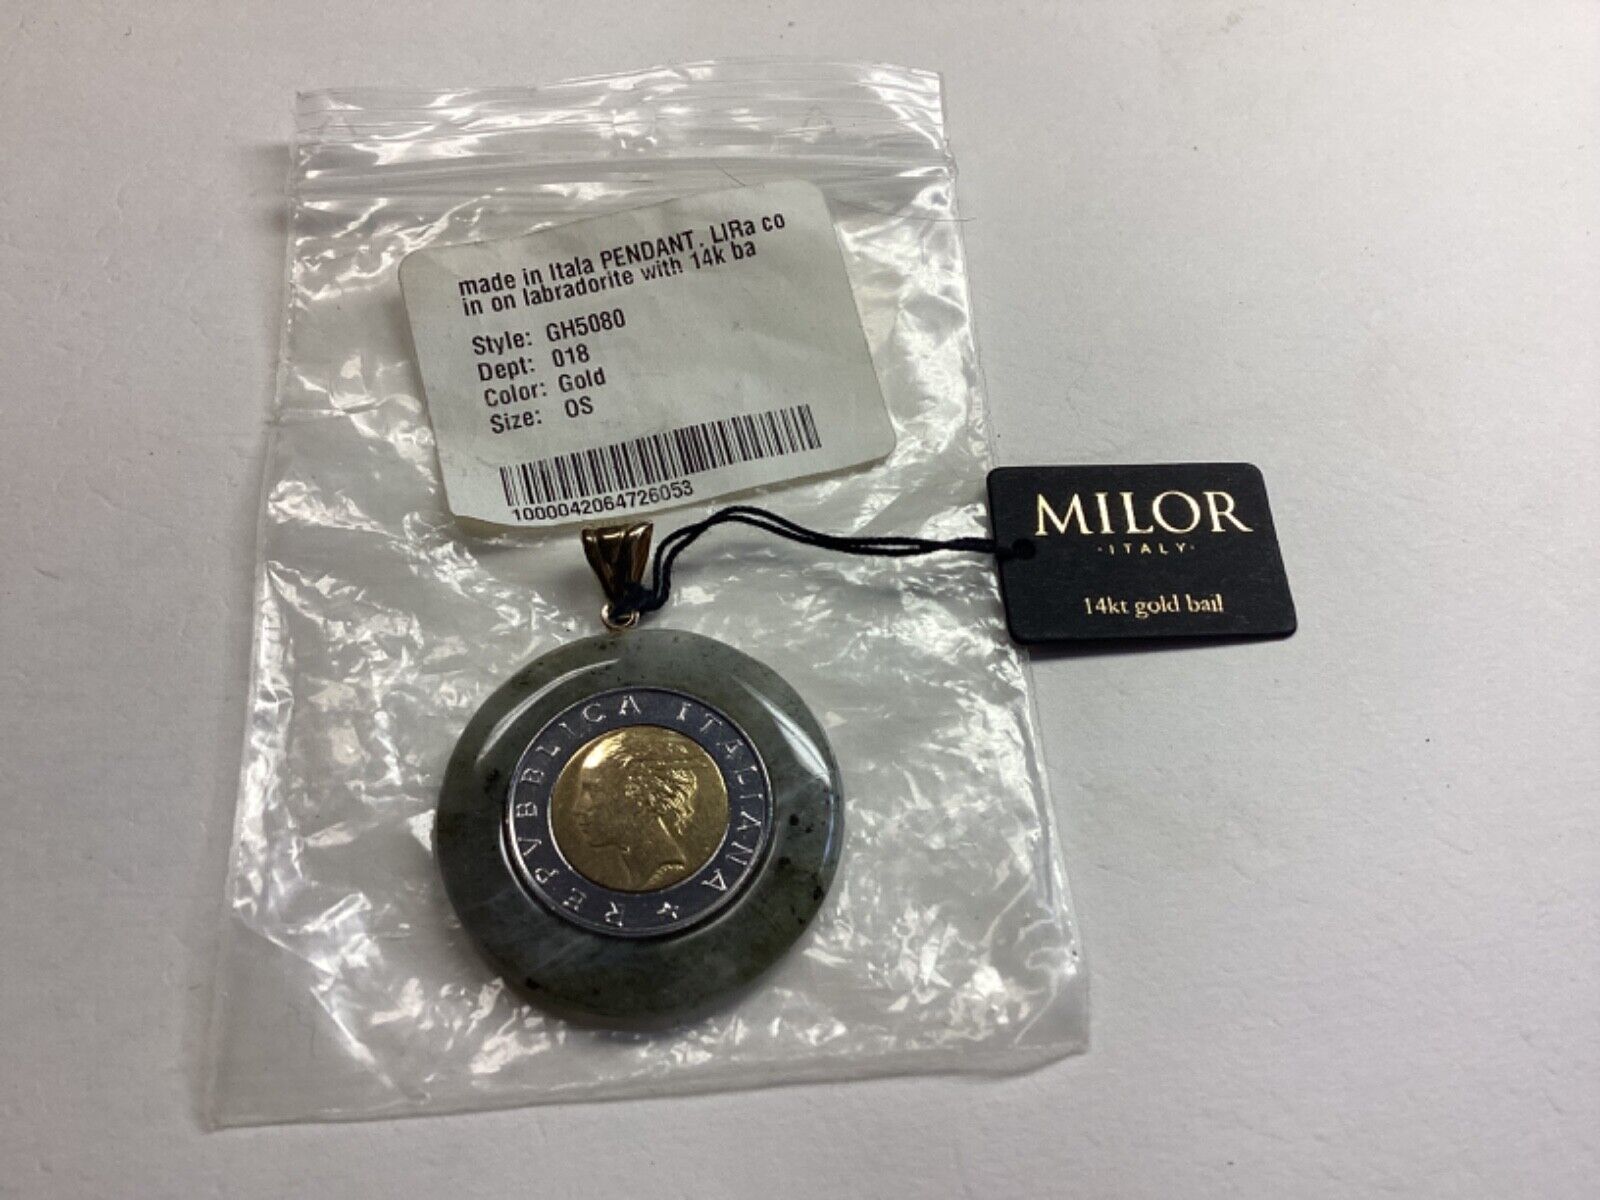 made in Itala PENDANT. LIRa co
in on labradorite with 14k ba
Style: GH5080
Dept: 018
Color: Gold
Size: OS
1000042064726053
MILOR
·ITALY·
14kt gold bail
REPVBBLICA ITALIANA